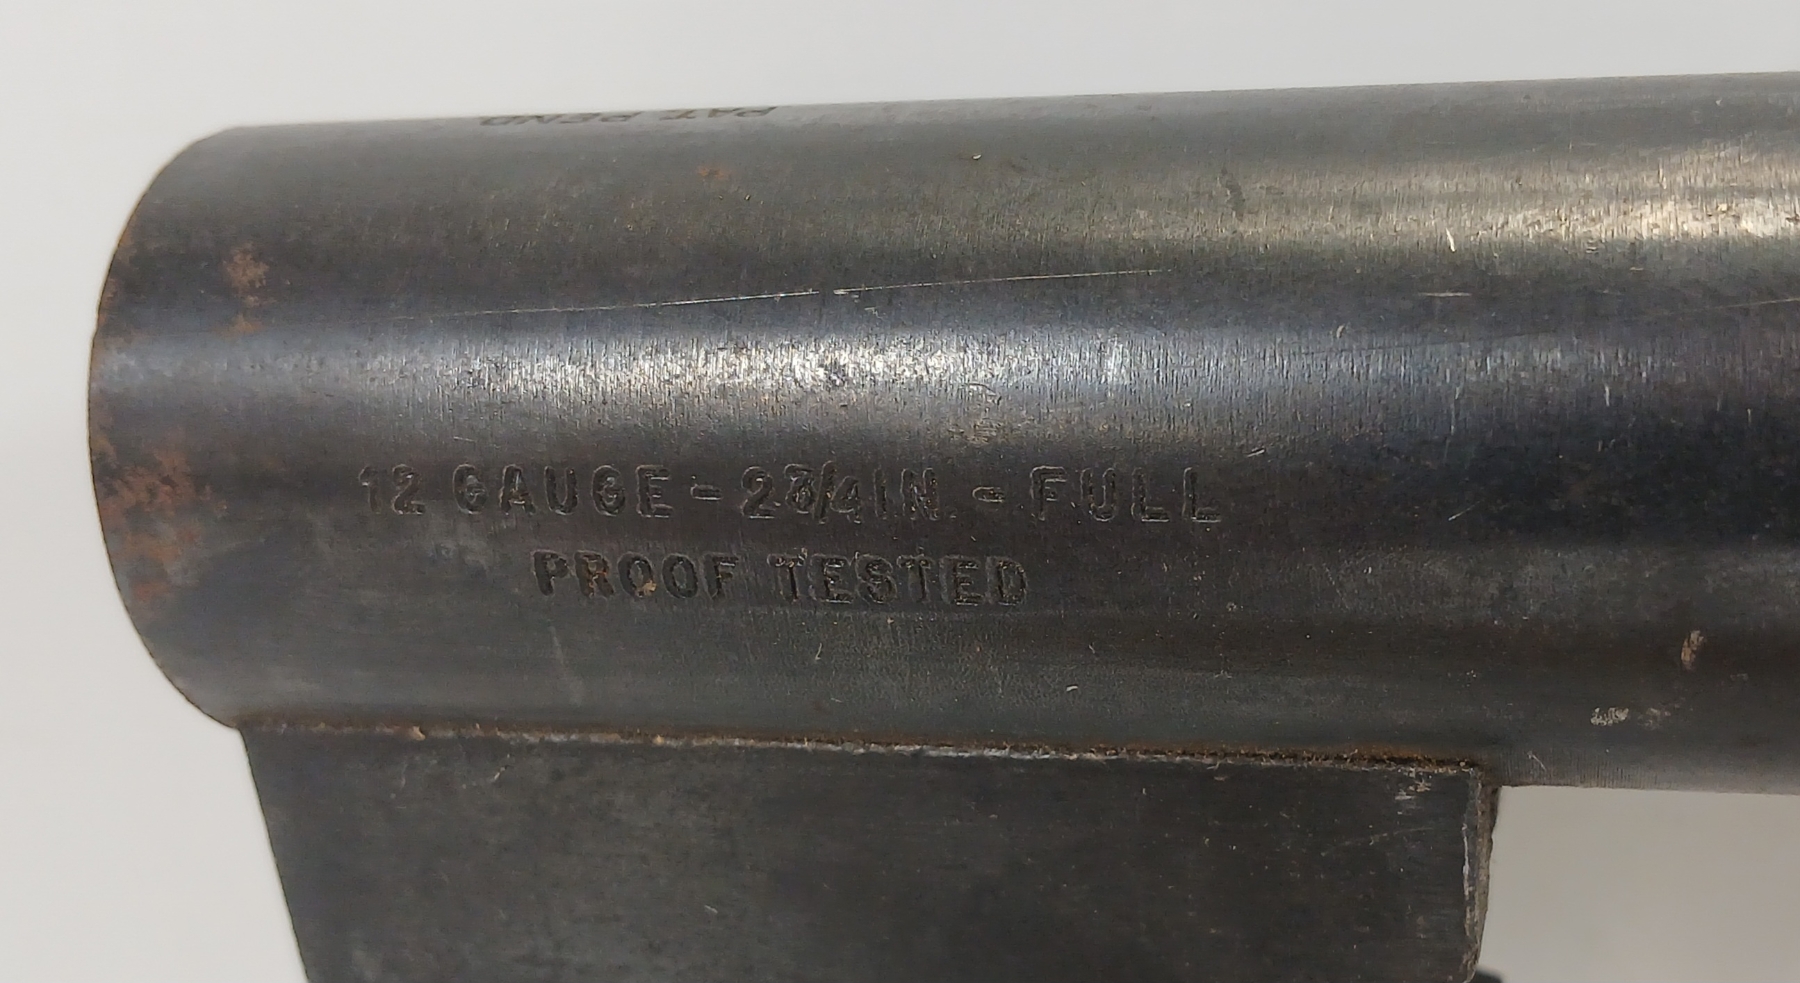 PAT. PEND
12 GAUGE - 2 3/4 IN. - FULL
PROOF TESTED